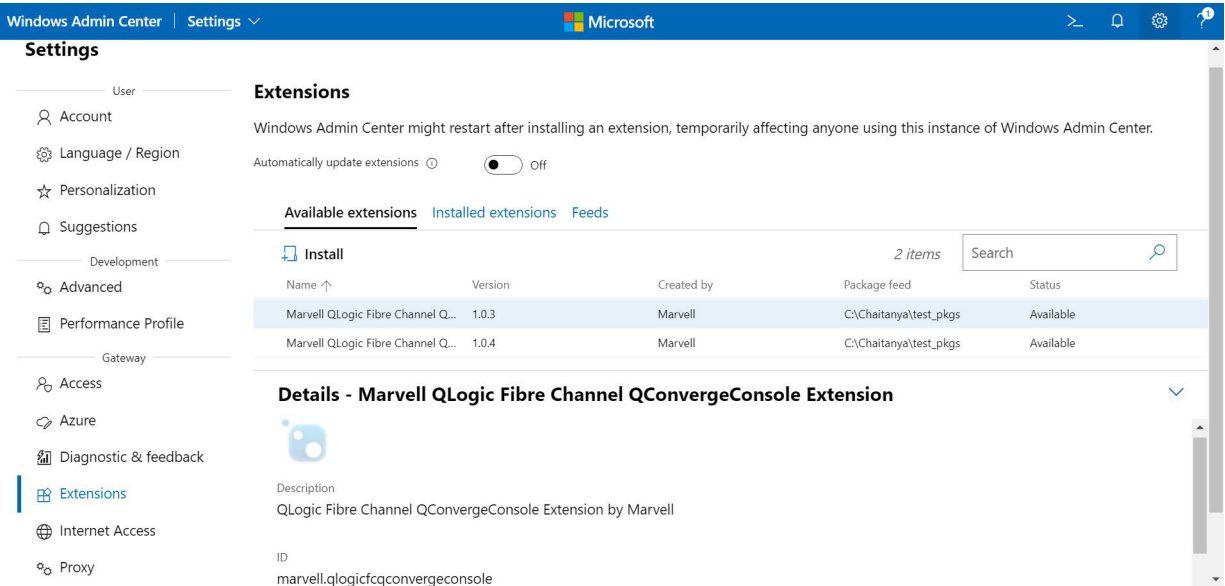 Windows Admin Center | Settings
Microsoft
1
Settings
User
Account
Language / Region
Personalization
Suggestions
Development
Advanced
Performance Profile
Gateway
Access
Azure
Diagnostic & feedback
Extensions
Internet Access
Proxy
Extensions
Windows Admin Center might restart after installing an extension, temporarily affecting anyone using this instance of Windows Admin Center.
Automatically update extensions Off
Available extensions Installed extensions Feeds
Install 2 items Search
Name Version Created by Package feed Status
Marvell QLogic Fibre Channel Q... 1.0.3 Marvell C:\Chaitanya\test_pkgs Available
Marvell QLogic Fibre Channel Q... 1.0.4 Marvell C:\Chaitanya\test_pkgs Available
Details - Marvell QLogic Fibre Channel QConvergeConsole Extension
Description
QLogic Fibre Channel QConvergeConsole Extension by Marvell
ID
marvell.qlogicfcqconvergeconsole